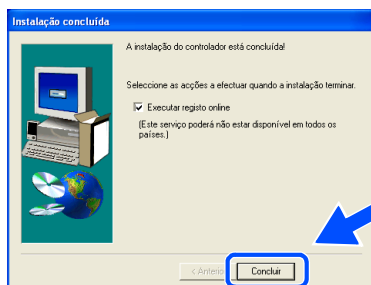 Instalação concluída
A instalação do controlador está concluída!
Seleccione as acções a efectuar quando a instalação terminar.
Executar registo online
(Este serviço poderá não estar disponível em todos os
países.)
< Anterior
Concluir